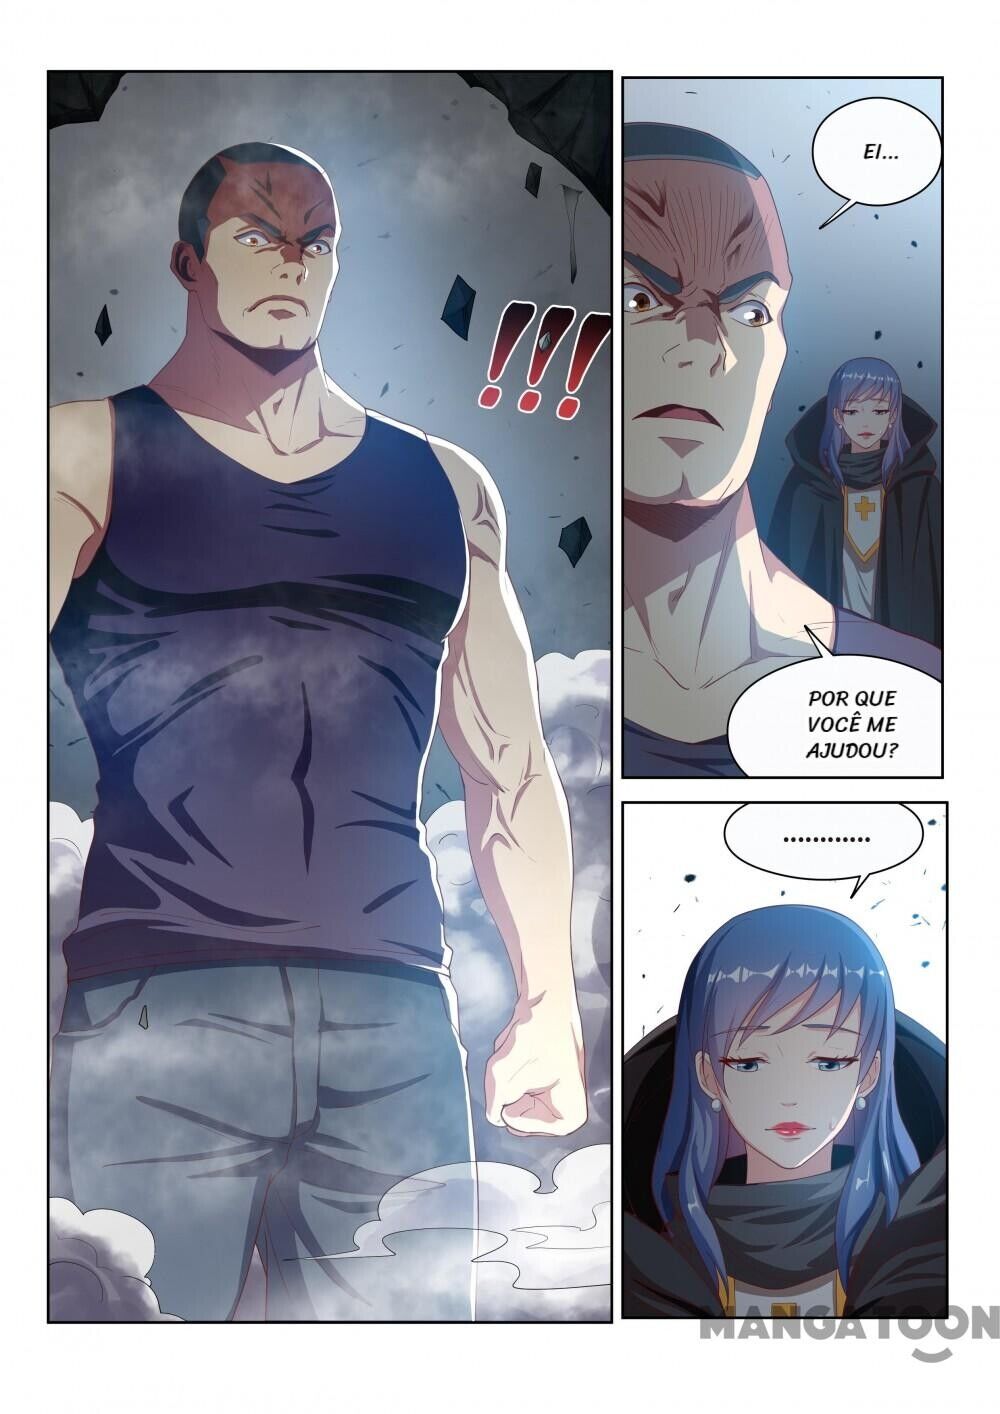 !!!
EI...
POR QUE
VOCÊ ME
AJUDOU?
.............
MANGATOON